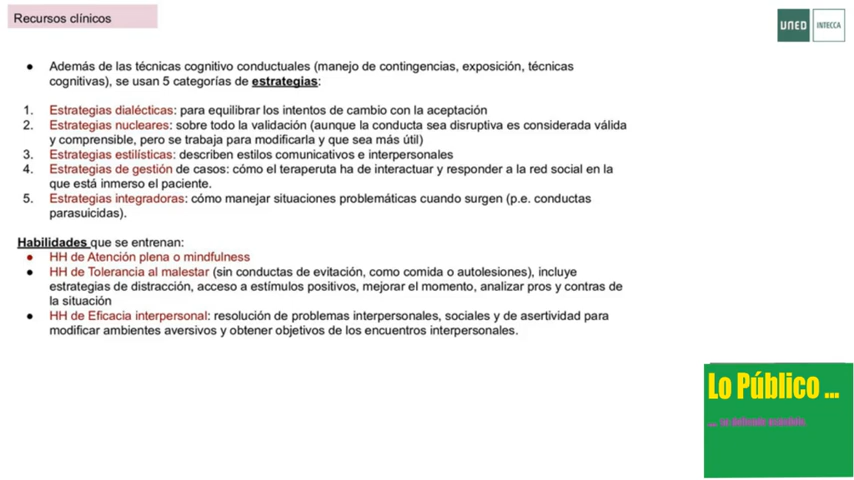 Recursos clínicos
UNED
INTECCA
● Además de las técnicas cognitivo conductuales (manejo de contingencias, exposición, técnicas
cognitivas), se usan 5 categorías de estrategias:
1. Estrategias dialécticas: para equilibrar los intentos de cambio con la aceptación
2. Estrategias nucleares: sobre todo la validación (aunque la conducta sea disruptiva es considerada válida
y comprensible, pero se trabaja para modificarla y que sea más útil)
3. Estrategias estilísticas: describen estilos comunicativos e interpersonales
4. Estrategias de gestión de casos: cómo el teraperuta ha de interactuar y responder a la red social en la
que está inmerso el paciente.
5. Estrategias integradoras: cómo manejar situaciones problemáticas cuando surgen (p.e. conductas
parasuicidas).
Habilidades que se entrenan:
● HH de Atención plena o mindfulness
● HH de Tolerancia al malestar (sin conductas de evitación, como comida o autolesiones), incluye
estrategias de distracción, acceso a estímulos positivos, mejorar el momento, analizar pros y contras de
la situación
● HH de Eficacia interpersonal: resolución de problemas interpersonales, sociales y de asertividad para
modificar ambientes aversivos y obtener objetivos de los encuentros interpersonales.
Lo Público ...